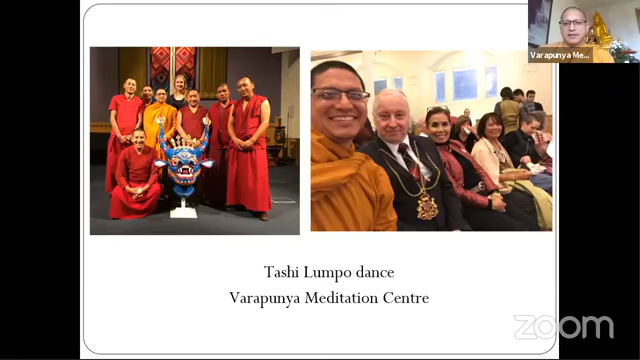 Varapunya Me...
Tashi Lumpo dance
Varapunya Meditation Centre
zoom